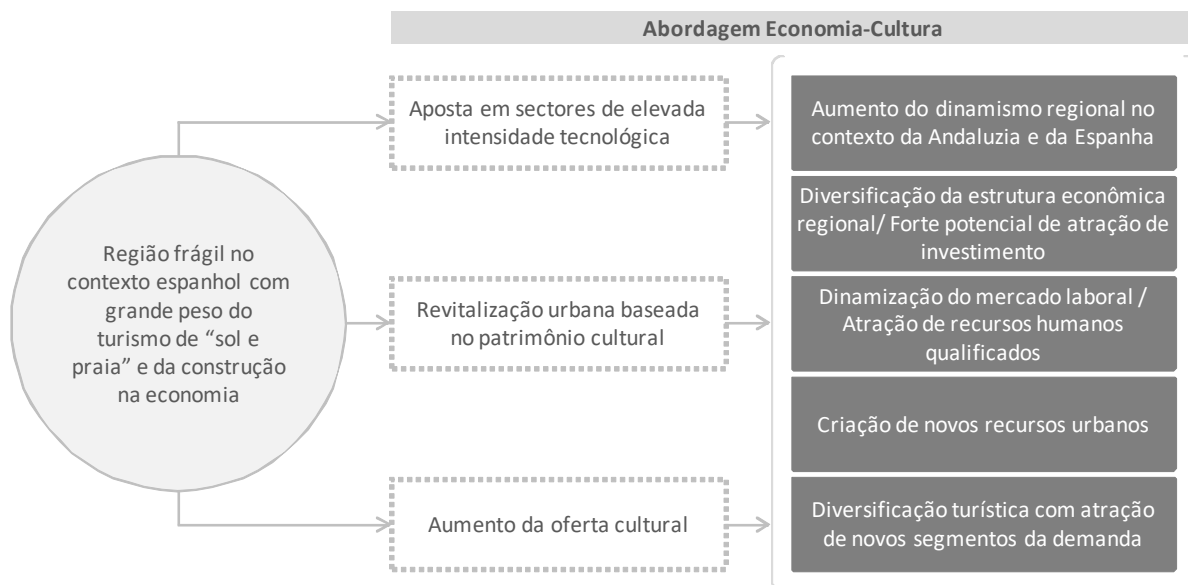 Abordagem Economia-Cultura
Região frágil no
contexto espanhol com
grande peso do
turismo de “sol e
praia” e da construção
na economia
Aposta em sectores de elevada
intensidade tecnológica
Revitalização urbana baseada
no patrimônio cultural
Aumento da oferta cultural
Aumento do dinamismo regional no
contexto da Andaluzia e da Espanha
Diversificação da estrutura econômica
regional/ Forte potencial de atração de
investimento
Dinamização do mercado laboral /
Atração de recursos humanos
qualificados
Criação de novos recursos urbanos
Diversificação turística com atração
de novos segmentos da demanda